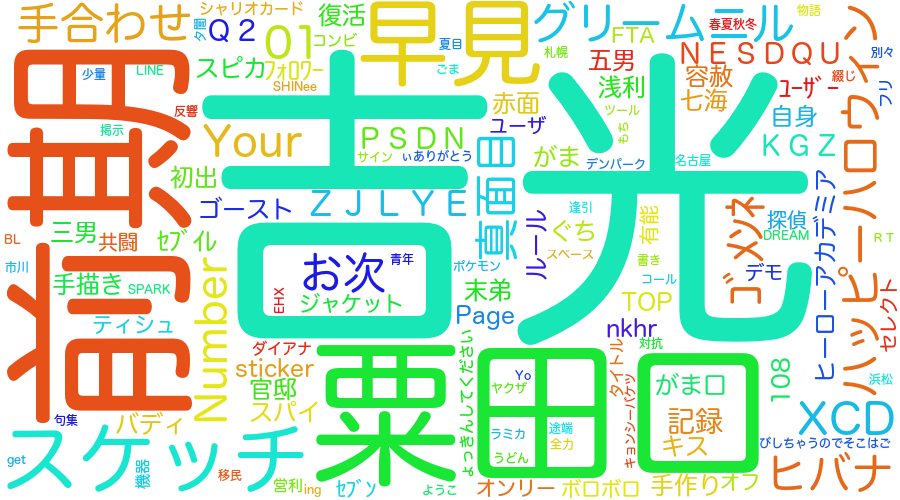 手合わせ
シャリオカード
夕闇
Q2
01
復活
コンビ
早見
夏目
ごま
グリームニル
札幌
FTA
春夏秋冬
物語
NESDQU
別々
綴じ
フリ
ハッピーハロウィン
前期
少量
LINE
反響
掲示
スピカ
ﾌｫﾛﾜｰ
SHINee
吉光
赤面
ユーザ
五男
浅利
ツール
もち
容赦
七海
ﾕｰｻﾞｰ
自身
KGZ
Your
PSDN
サイン
ぃありがとう
真面目
がま
デンパーク
名古屋
初出
ゴースト
ZJLYE
ルール
逢引
ぐち
スペース
有能
書き
ｺﾞﾒﾝﾈ
探偵
DREAM
RT
ヒーローアカデミア
BL
三男
共闘
ｾﾌﾞｲﾚ
市川
手描き
SPARK
Number
EHX
お次
青年
ジャケット
ポケモン
末弟
Page
コール
デモ
TOP
nkhr
対抗
セレクト
ティシュ
ダイアナ
sticker
官邸
スパイ
バディ
句集
粟田口
ょっきんしてください
Yo
ヤクザ
ラミカ
うどん
途端
全力
タイトル
キョンシーバケッ
がま口
記録
キス
108
浜松
XCD
びしちゃうのでそこはご
スケッチ
get
機器
移民
営利
ing
ｾﾌﾞﾝ
ようこ
オンリー
ボロボロ
手作り
オフ
ヒバナ